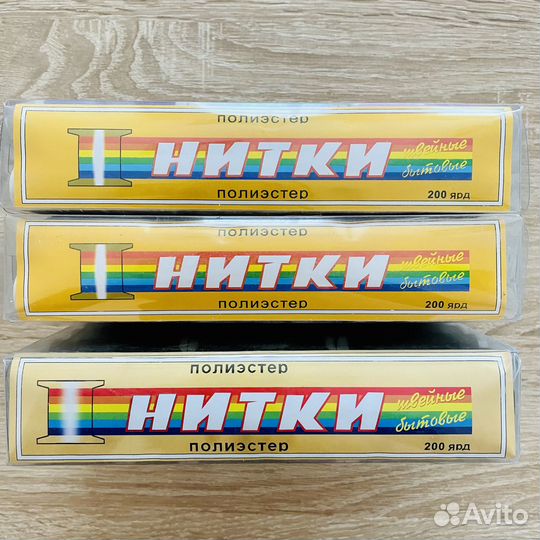 полиэстер
НИТКИ
швейные
бытовые
полиэстер
200 ярд
полиэстер
НИТКИ
швейные
бытовые
полиэстер
200 ярд
полиэстер
НИТКИ
швейные
бытовые
полиэстер
200 ярд
Avito